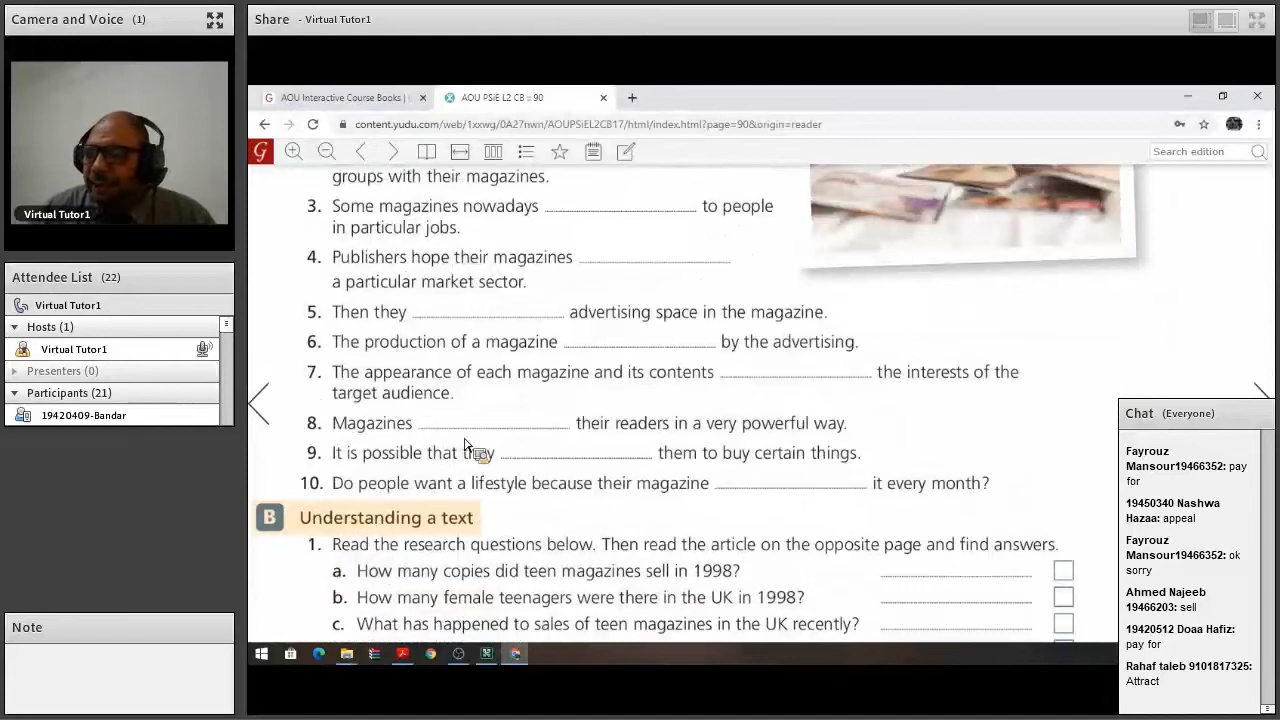 Camera and Voice (1)
Virtual Tutor1
Attendee List (22)
Virtual Tutor1
Hosts (1)
Virtual Tutor1
Presenters (0)
Participants (21)
19420409-Bandar
Note
Share - Virtual Tutor1
AOU Interactive Course Books |
AOU PSiE L2 CB :: 90
content.yudu.com/web/1xxwg/0A27nwn/AOUPSiEL2CB17/html/index.html?page=90&origin=reader
Search edition
groups with their magazines.
3. Some magazines nowadays to people
in particular jobs.
4. Publishers hope their magazines
a particular market sector.
5. Then they advertising space in the magazine.
6. The production of a magazine by the advertising.
7. The appearance of each magazine and its contents the interests of the
target audience.
8. Magazines their readers in a very powerful way.
9. It is possible that they them to buy certain things.
10. Do people want a lifestyle because their magazine it every month?
B Understanding a text
1. Read the research questions below. Then read the article on the opposite page and find answers.
a. How many copies did teen magazines sell in 1998?
b. How many female teenagers were there in the UK in 1998?
c. What has happened to sales of teen magazines in the UK recently?
Chat (Everyone)
Fayrouz
Mansour19466352: pay
for
19450340 Nashwa
Hazaa: appeal
Fayrouz
Mansour19466352: ok
sorry
Ahmed Najeeb
19466203: sell
19420512 Doaa Hafiz:
pay for
Rahaf taleb 9101817325:
Attract